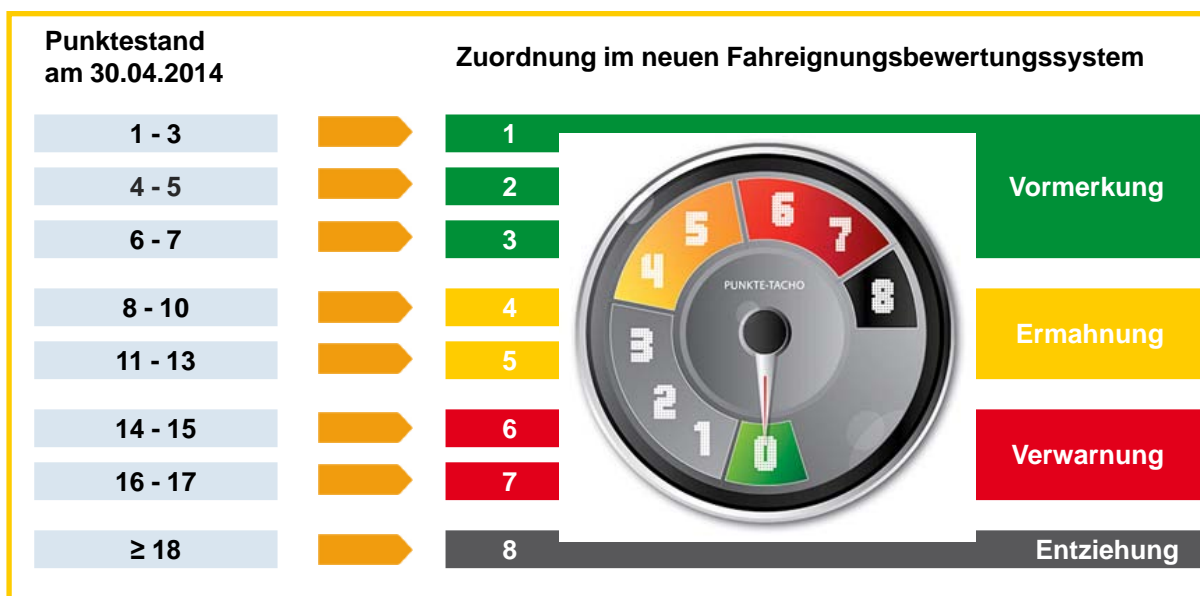 Punktestand
am 30.04.2014
Zuordnung im neuen Fahreignungsbewertungssystem
1 - 3
1
4 - 5
2
Vormerkung
6 - 7
3
8 - 10
4
Ermahnung
11 - 13
5
14 - 15
6
Verwarnung
16 - 17
7
≥ 18
8
Entziehung
PUNKTE-TACHO
0
1
2
3
4
5
6
7
8